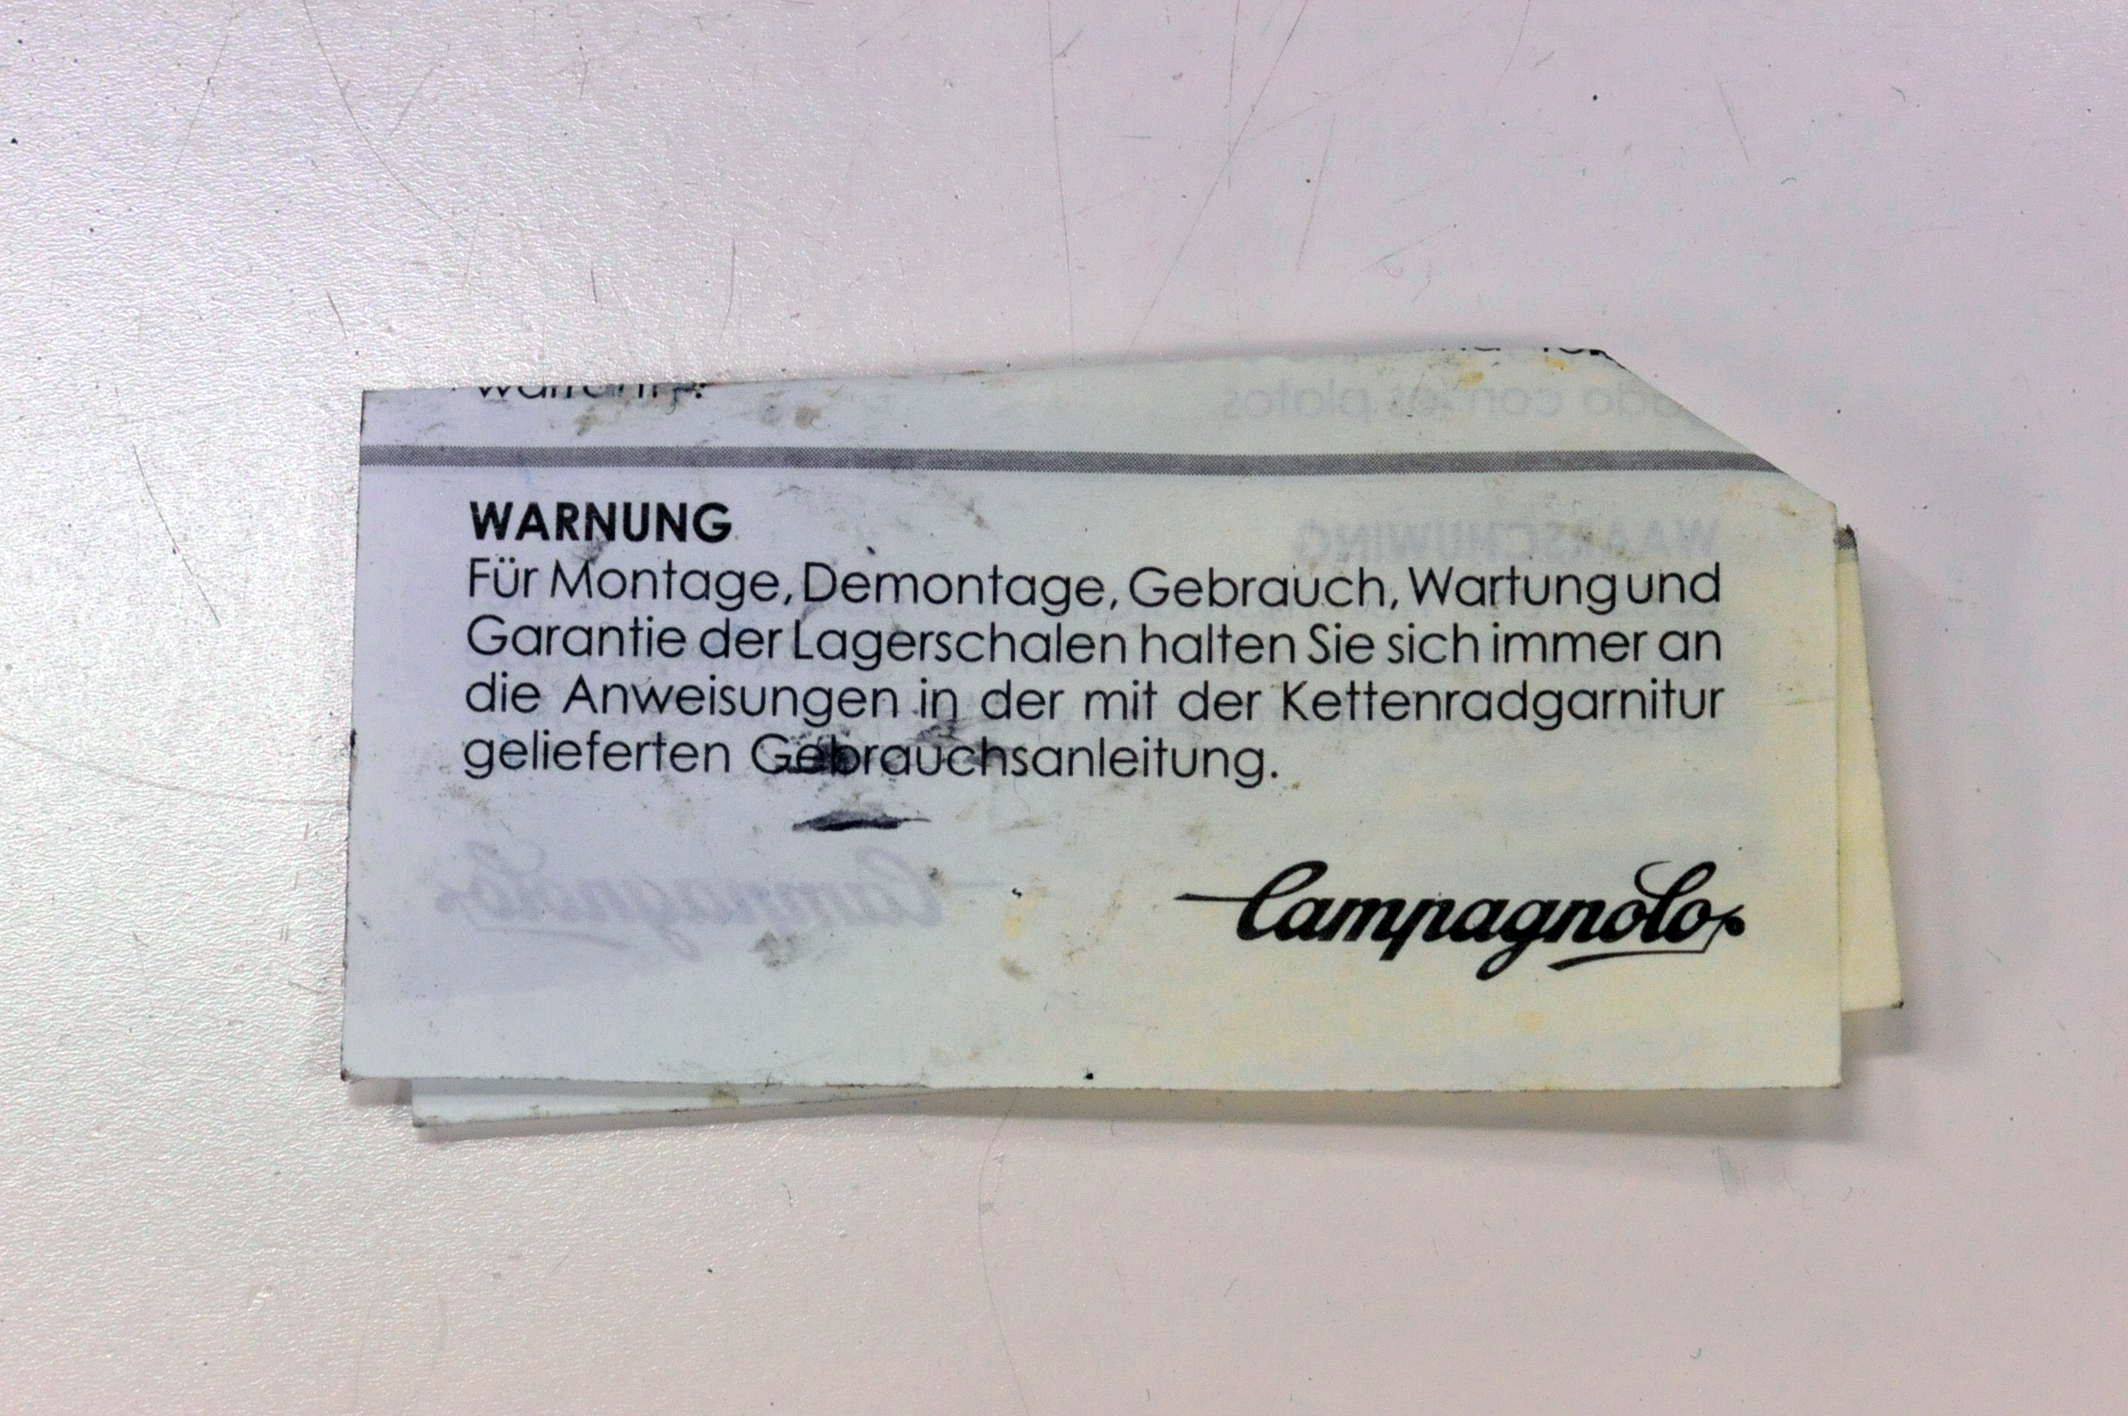 WARNUNG
Für Montage, Demontage, Gebrauch, Wartung und
Garantie der Lagerschalen halten Sie sich immer an
die Anweisungen in der mit der Kettenradgarnitur
gelieferten Gebrauchsanleitung.
Campagnolo